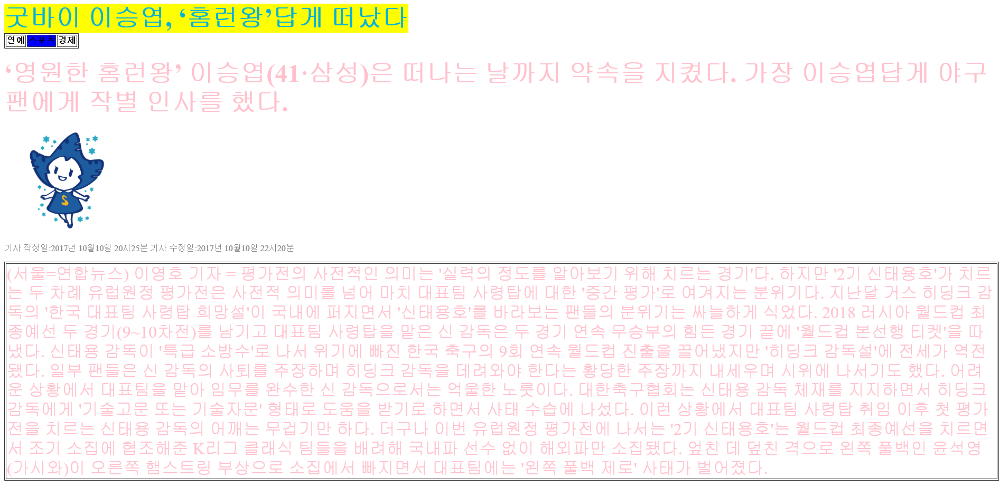 굿바이 이승엽, ‘홈런왕’답게 떠났다
연예 스포츠 경제
‘영원한 홈런왕’ 이승엽(41·삼성)은 떠나는 날까지 약속을 지켰다. 가장 이승엽답게 야구
팬에게 작별 인사를 했다.
S
기사 작성일:2017년 10월10일 20시25분 기사 수정일:2017년 10월10일 22시20분
(서울=연합뉴스) 이영호 기자 = 평가전의 사전적인 의미는 '실력의 정도를 알아보기 위해 치르는 경기'다. 하지만 '2기 신태용호'가 치르
는 두 차례 유럽원정 평가전은 사전적 의미를 넘어 마치 대표팀 사령탑에 대한 '중간 평가'로 여겨지는 분위기다. 지난달 거스 히딩크 감
독의 '한국 대표팀 사령탑 희망설'이 국내에 퍼지면서 '신태용호'를 바라보는 팬들의 분위기는 싸늘하게 식었다. 2018 러시아 월드컵 최
종예선 두 경기(9~10차전)를 남기고 대표팀 사령탑을 맡은 신 감독은 두 경기 연속 무승부의 힘든 경기 끝에 '월드컵 본선행 티켓'을 따
냈다. 신태용 감독이 '특급 소방수'로 나서 위기에 빠진 한국 축구의 9회 연속 월드컵 진출을 끌어냈지만 '히딩크 감독설'에 전세가 역전
됐다. 일부 팬들은 신 감독의 사퇴를 주장하며 히딩크 감독을 데려와야 한다는 황당한 주장까지 내세우며 시위에 나서기도 했다. 어려
운 상황에서 대표팀을 맡아 임무를 완수한 신 감독으로서는 억울한 노릇이다. 대한축구협회는 신태용 감독 체재를 지지하면서 히딩크
감독에게 '기술고문 또는 기술자문' 형태로 도움을 받기로 하면서 사태 수습에 나섰다. 이런 상황에서 대표팀 사령탑 취임 이후 첫 평가
전을 치르는 신태용 감독의 어깨는 무겁기만 하다. 더구나 이번 유럽원정 평가전에 나서는 '2기 신태용호'는 월드컵 최종예선을 치르면
서 조기 소집에 협조해준 K리그 클래식 팀들을 배려해 국내파 선수 없이 해외파만 소집됐다. 엎친 데 덮친 격으로 왼쪽 풀백인 윤석영
(가시와)이 오른쪽 햄스트링 부상으로 소집에서 빠지면서 대표팀에는 '왼쪽 풀백 제로' 사태가 벌어졌다.